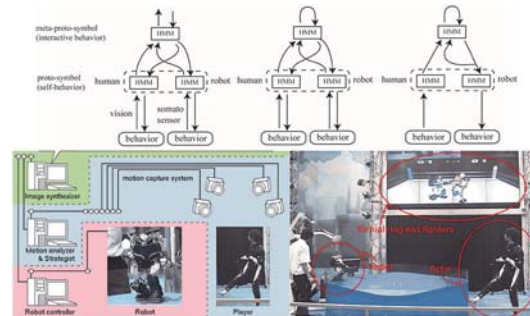 meta-proto-symbol
(interactive behavior)
HMM
HMM
HMM
proto-symbol
(self-behavior)
human
HMM
HMM
robot
human
HMM
HMM
robot
human
HMM
HMM
robot
vision
somato
sensor
behavior
behavior
behavior
behavior
behavior
behavior
motion capture system
Image synthesizer
Motion analyzer
& Strategist
Robot controller
Robot
Player
ring and fighters
Robot
Actor